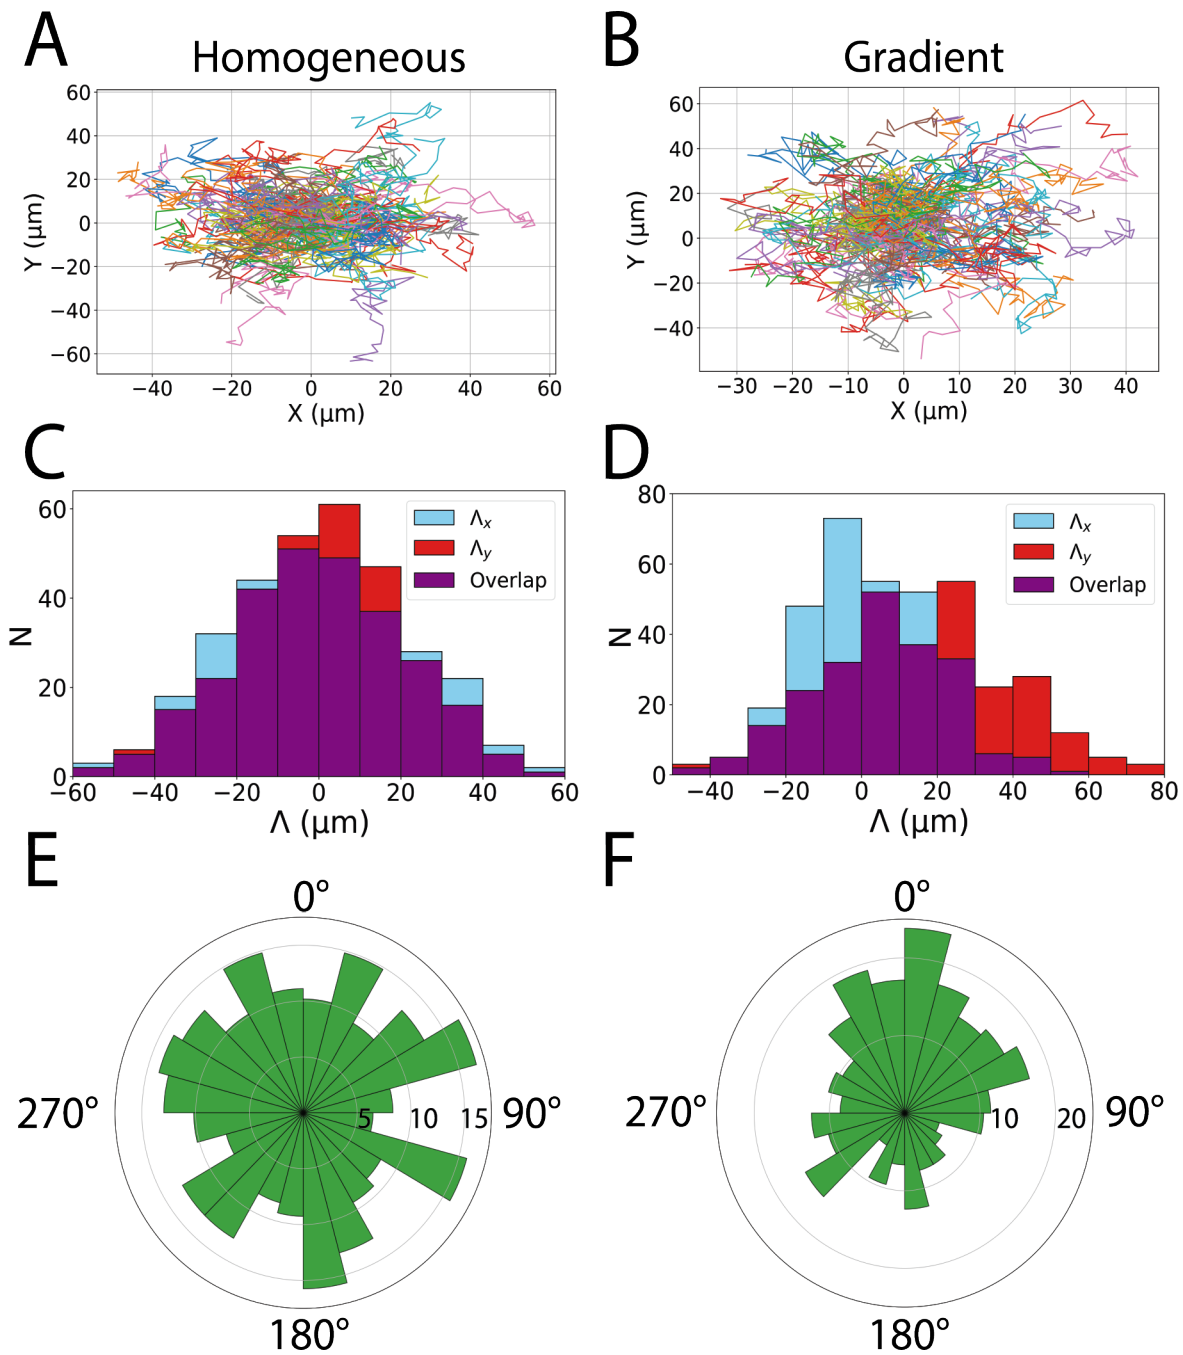 A
Homogeneous
B
Gradient
60
40
20
0
−20
−40
−60
Y (μm)
−40 −20 0 20 40 60
X (μm)
60
40
20
0
−20
−40
Y (μm)
−30 −20 −10 0 10 20 30 40
X (μm)
C
60
40
20
0
N
Λx
Λy
Overlap
−60 −40 −20 0 20 40 60
Λ (μm)
D
80
60
40
20
0
N
Λx
Λy
Overlap
−40 −20 0 20 40 60 80
Λ (μm)
E
0°
270°
5 10 15
90°
180°
F
0°
270°
10 20
90°
180°